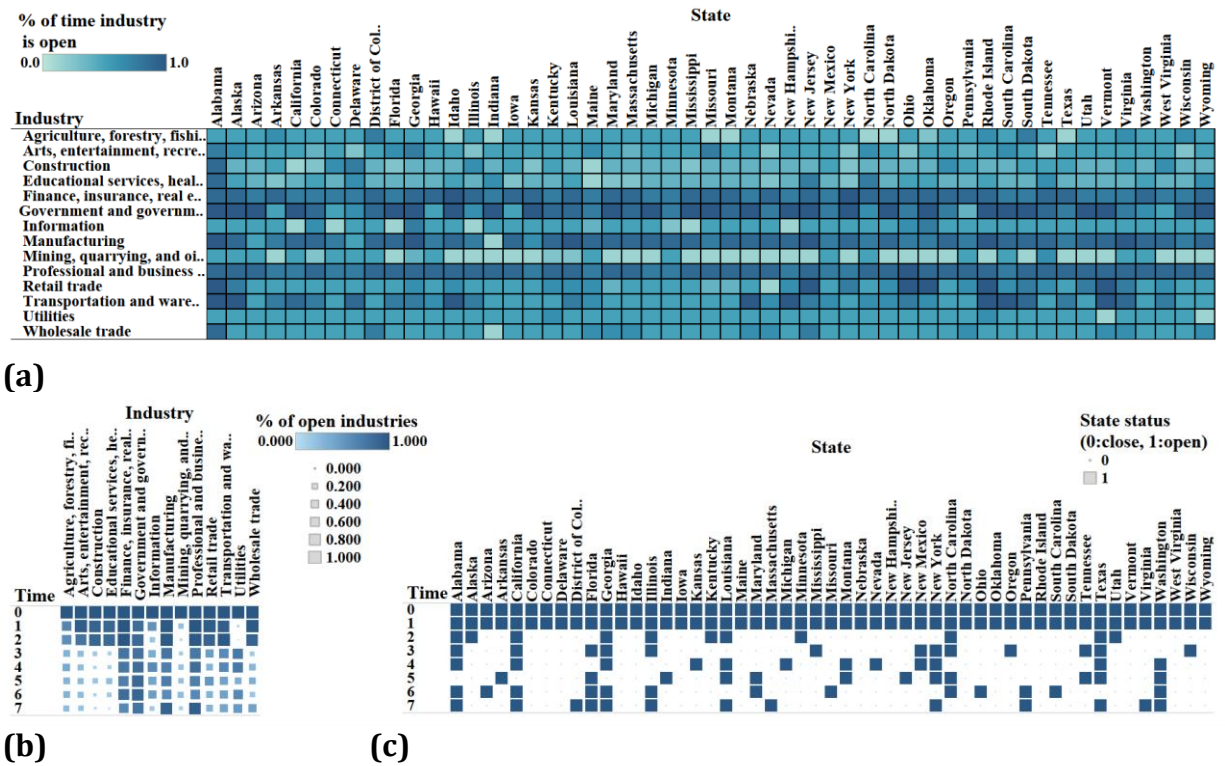 % of time industry
is open
0.0 1.0
State
Industry
Alabama
Alaska
Arizona
Arkansas
California
Colorado
Connecticut
Delaware
District of Col..
Florida
Georgia
Hawaii
Idaho
Illinois
Indiana
Iowa
Kansas
Kentucky
Louisiana
Maine
Maryland
Massachusetts
Michigan
Minnesota
Mississippi
Missouri
Montana
Nebraska
Nevada
New Hampshi..
New Jersey
New Mexico
New York
North Carolina
North Dakota
Ohio
Oklahoma
Oregon
Pennsylvania
Rhode Island
South Carolina
South Dakota
Tennessee
Texas
Utah
Vermont
Virginia
Washington
West Virginia
Wisconsin
Wyoming
Agriculture, forestry, fishi..
Arts, entertainment, recre..
Construction
Educational services, heal..
Finance, insurance, real e..
Government and governm..
Information
Manufacturing
Mining, quarrying, and oi..
Professional and business ..
Retail trade
Transportation and ware..
Utilities
Wholesale trade
(a)
Industry
% of open industries
0.000 1.000
0.000
0.200
0.400
0.600
0.800
1.000
Agriculture, forestry, fi..
Arts, entertainment, rec..
Construction
Educational services, he..
Finance, insurance, real..
Government and govern..
Information
Manufacturing
Mining, quarrying, and..
Professional and busine..
Retail trade
Transportation and wa..
Utilities
Wholesale trade
Time
0
1
2
3
4
5
6
7
(b)
State
State status
(0:close, 1:open)
0
1
Alabama
Alaska
Arizona
Arkansas
California
Colorado
Connecticut
Delaware
District of Col..
Florida
Georgia
Hawaii
Idaho
Illinois
Indiana
Iowa
Kansas
Kentucky
Louisiana
Maine
Maryland
Massachusetts
Michigan
Minnesota
Mississippi
Missouri
Montana
Nebraska
Nevada
New Hampshi..
New Jersey
New Mexico
New York
North Carolina
North Dakota
Ohio
Oklahoma
Oregon
Pennsylvania
Rhode Island
South Carolina
South Dakota
Tennessee
Texas
Utah
Vermont
Virginia
Washington
West Virginia
Wisconsin
Wyoming
Time
0
1
2
3
4
5
6
7
(c)